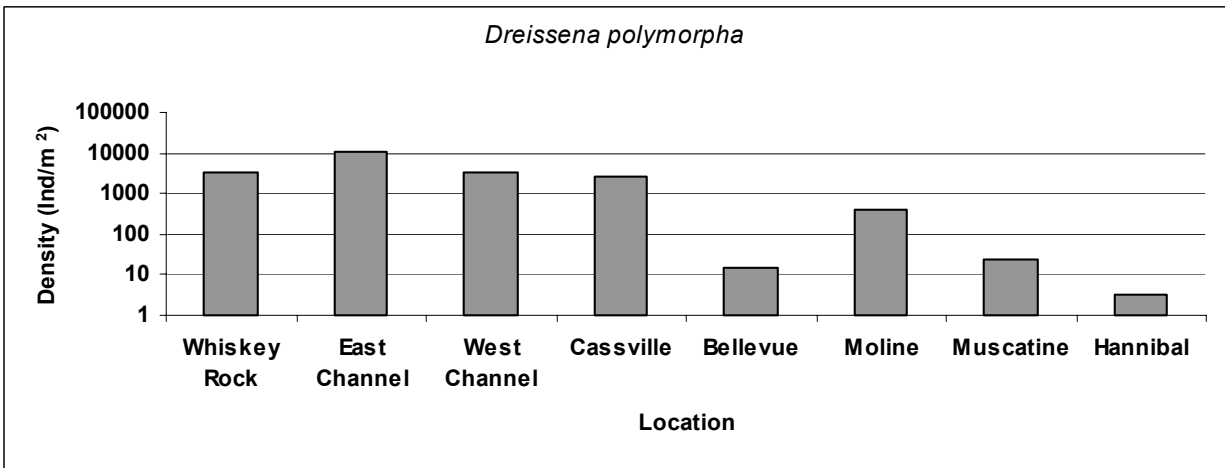 Dreissena polymorpha
Density (Ind/m ²)
100000
10000
1000
100
10
1
Whiskey Rock
East Channel
West Channel
Cassville
Bellevue
Moline
Muscatine
Hannibal
Location